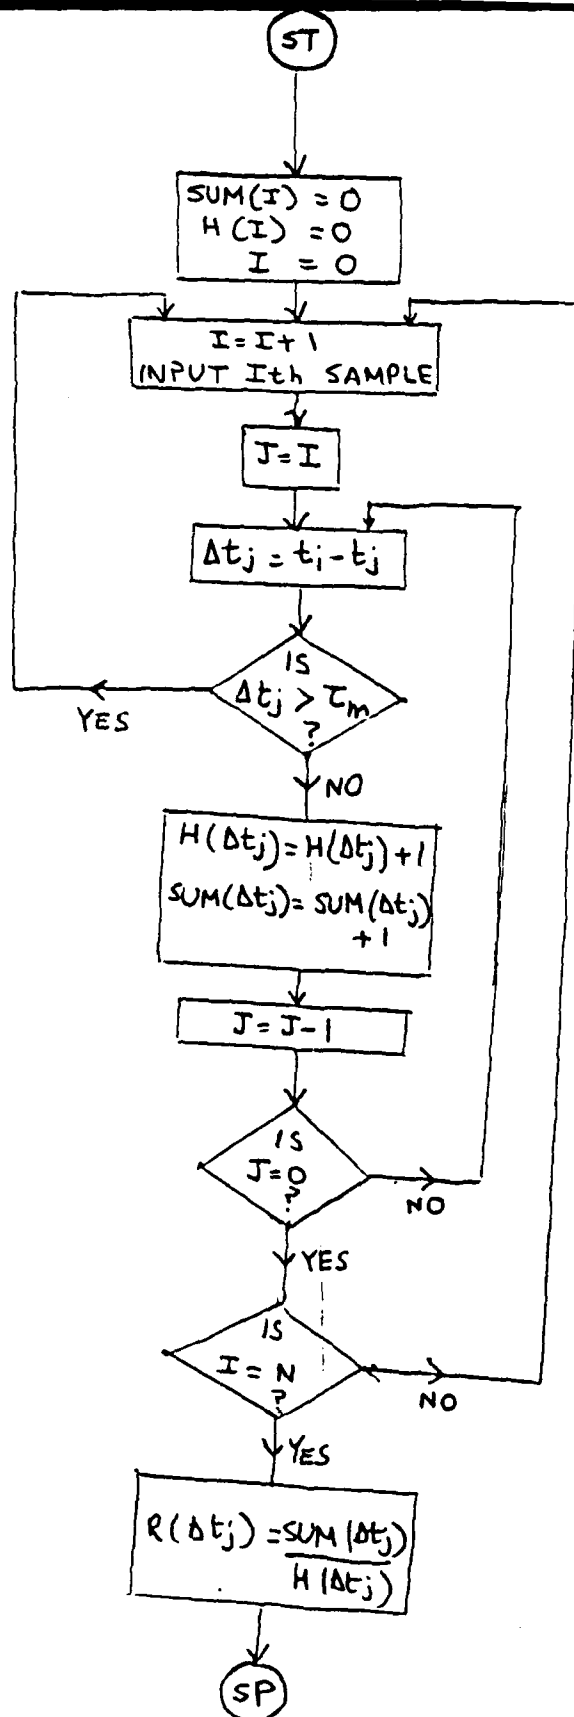 ST
SUM(I) = 0
H(I) = 0
I = 0
I = I + 1
INPUT Ith SAMPLE
J = I
Δtj = ti - tj
IS
Δtj > τm
?
YES
NO
H(Δtj) = H(Δtj) + 1
SUM(Δtj) = SUM(Δtj)
+ 1
J = J - 1
IS
J = 0
?
NO
YES
IS
I = N
?
NO
YES
R(Δtj) = SUM(Δtj)
H(Δtj)
SP